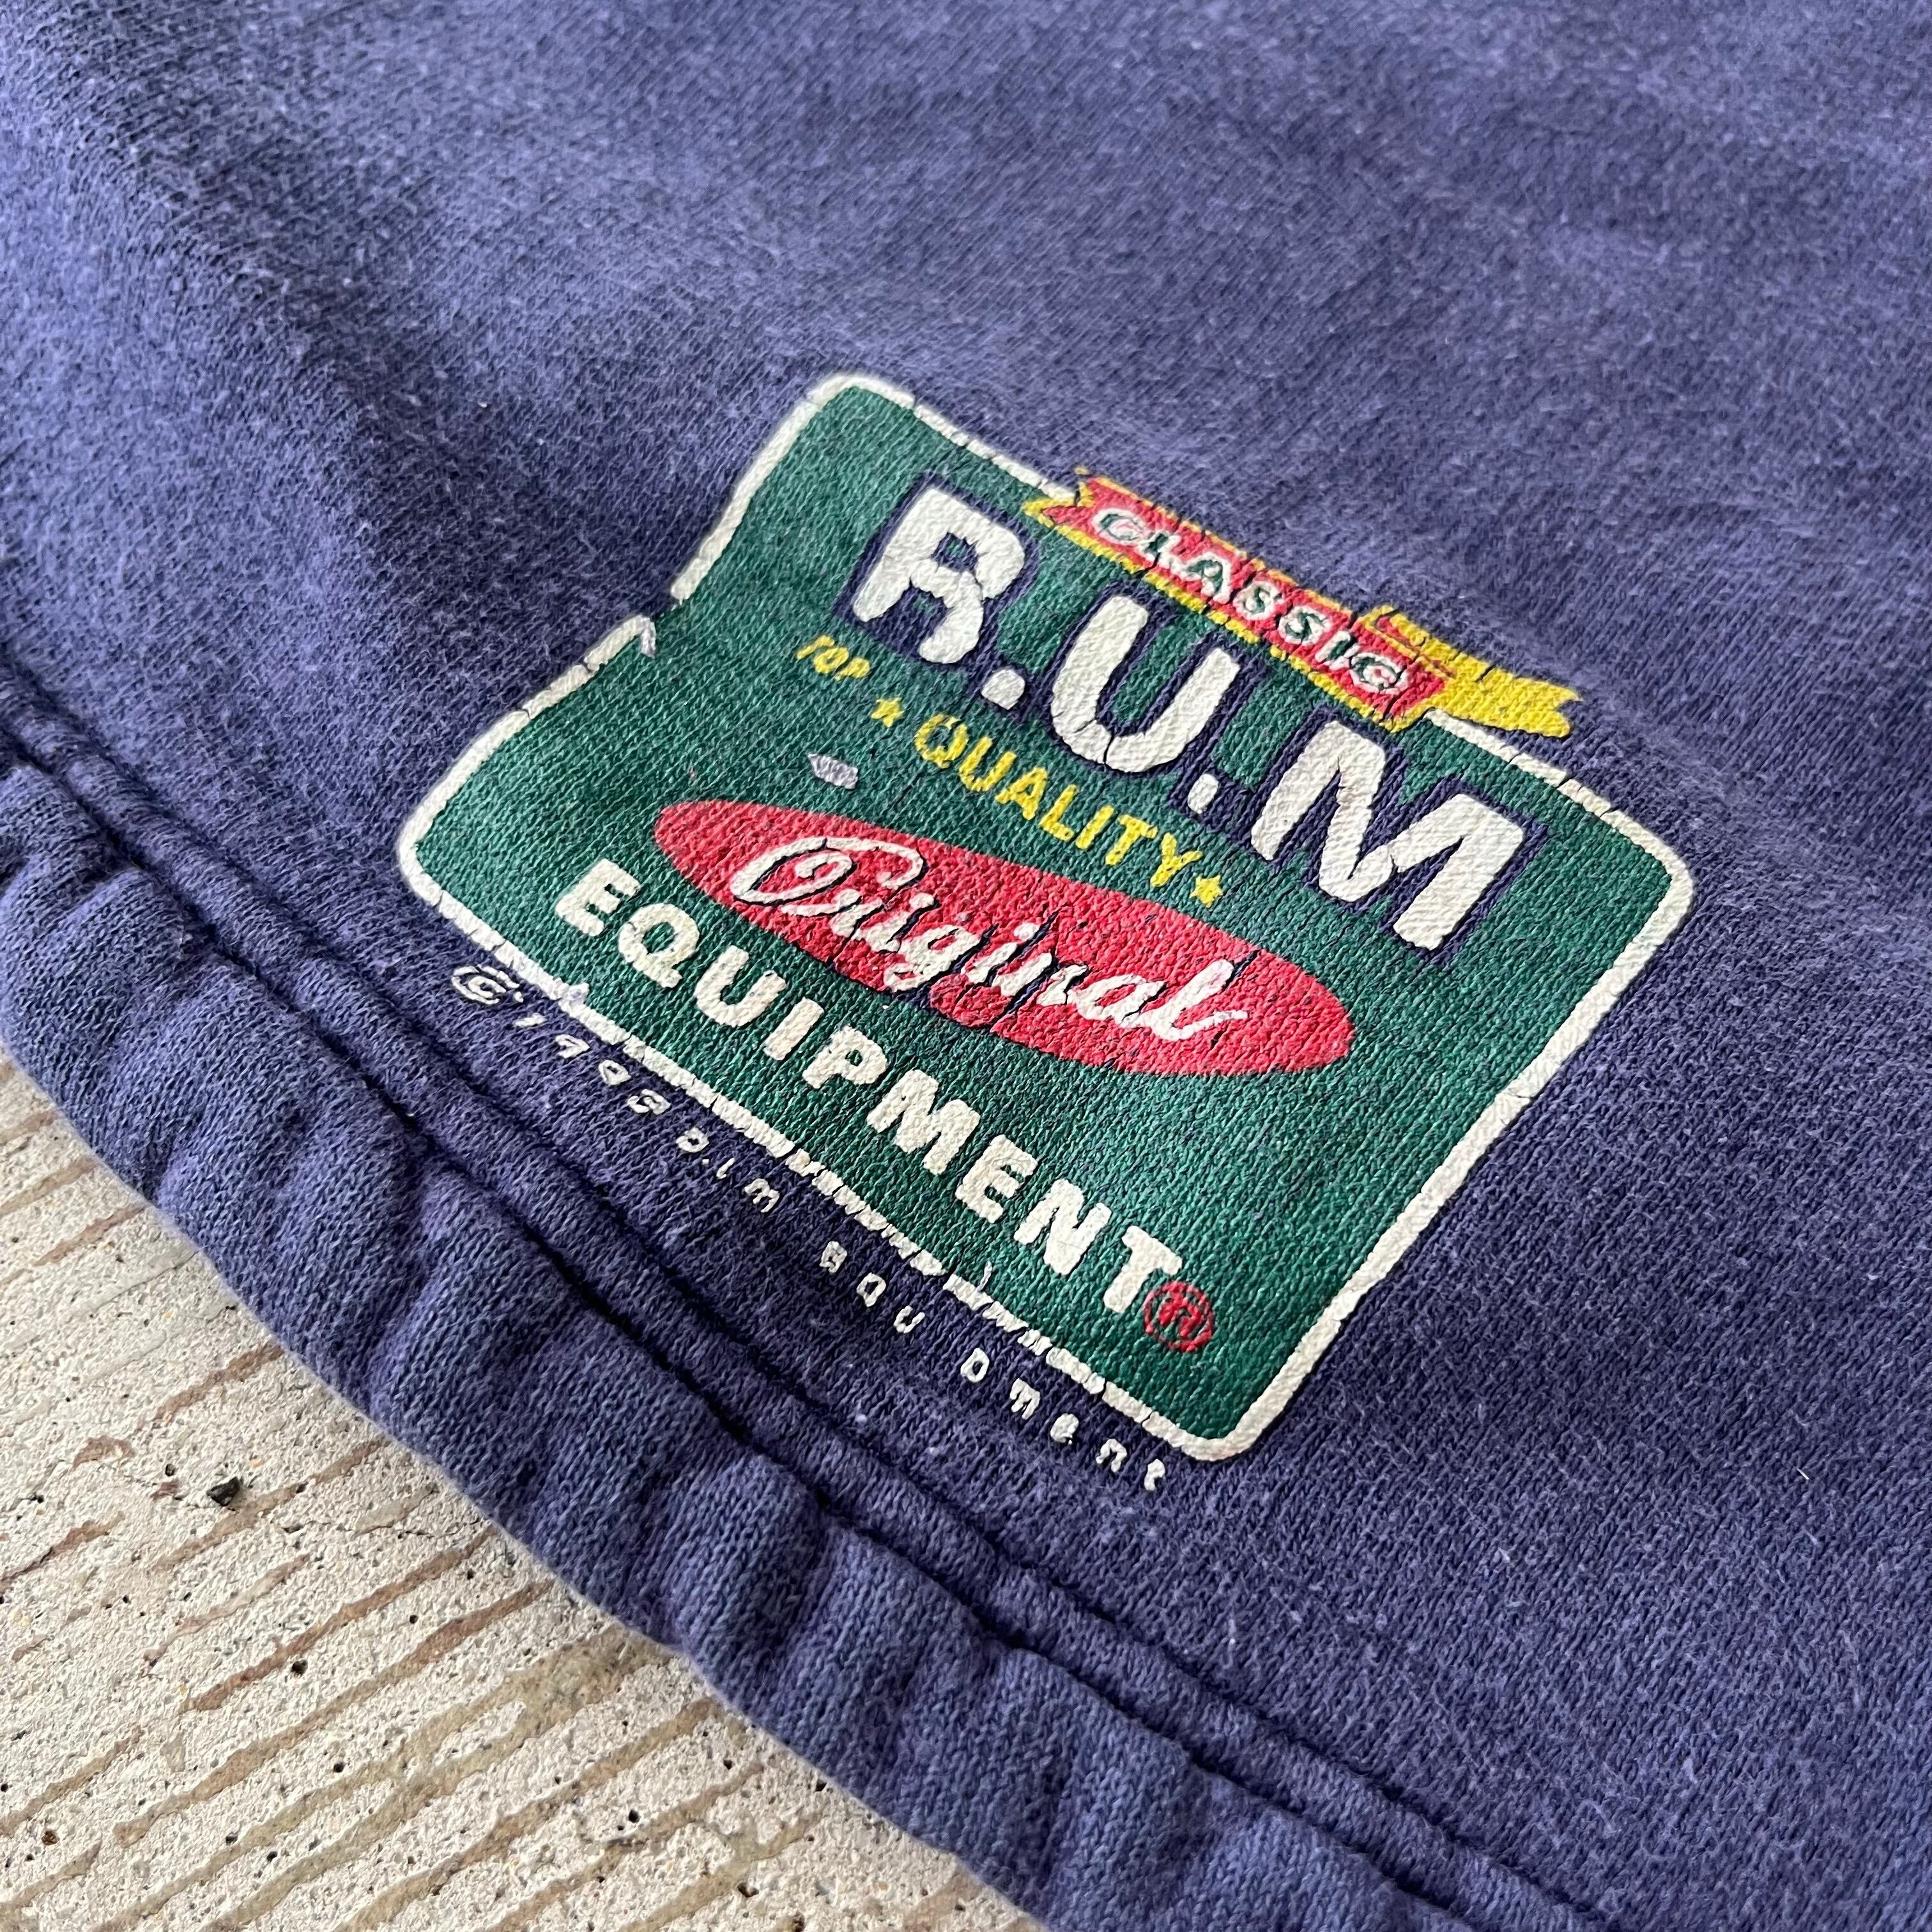 CLASSIC
R.U.M
TOP ★ QUALITY ★
Original
EQUIPMENT®
©